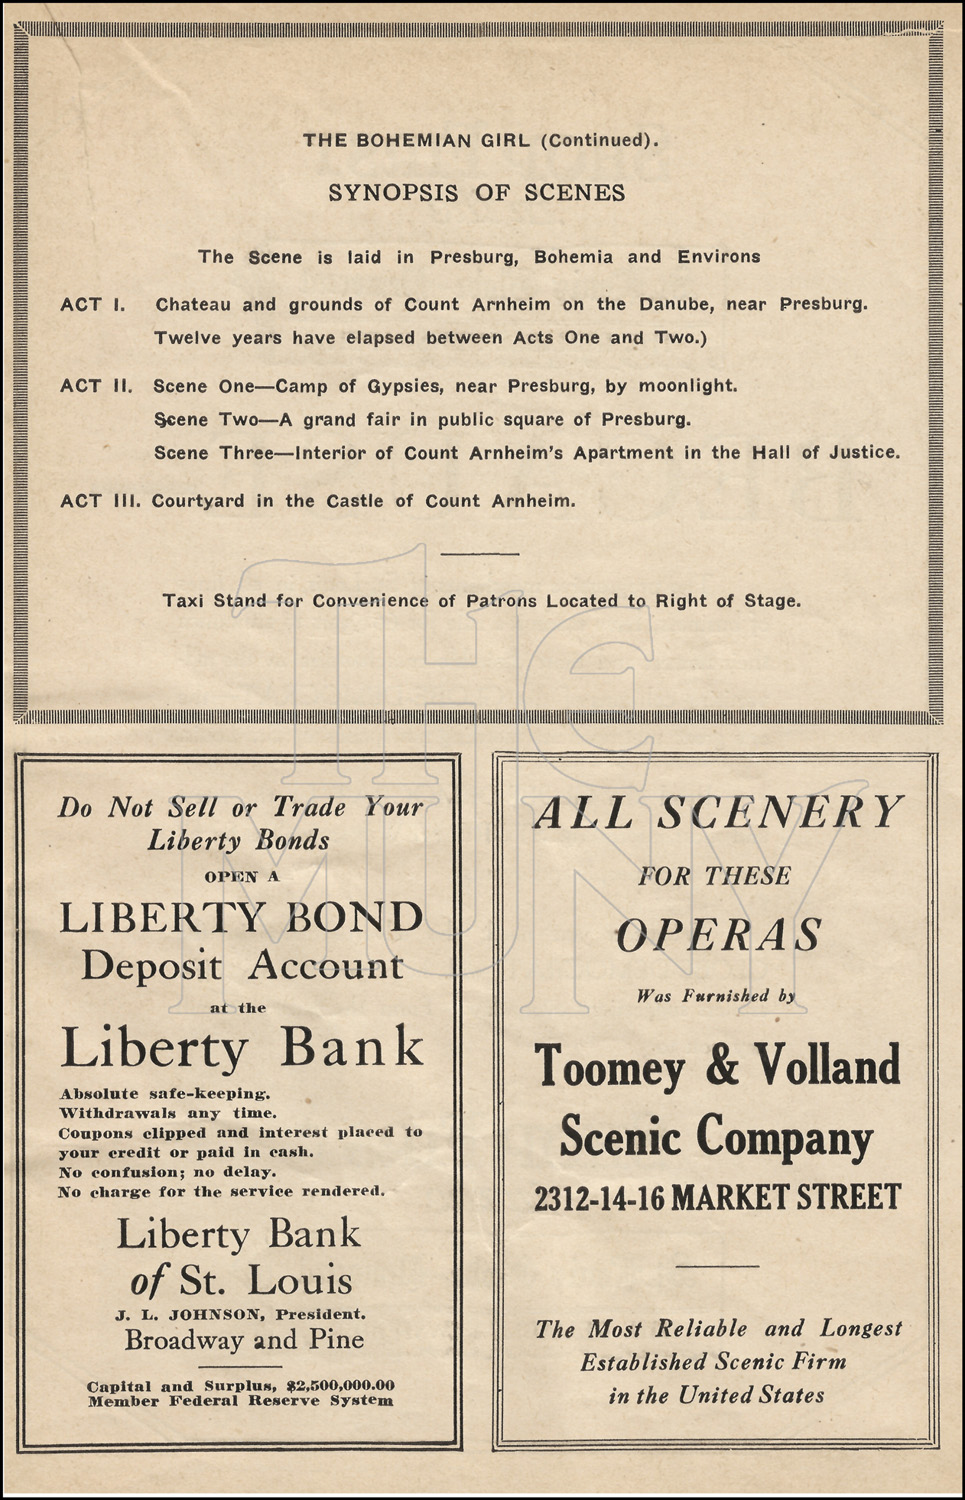 THE BOHEMIAN GIRL (Continued).
SYNOPSIS OF SCENES
The Scene is laid in Presburg, Bohemia and Environs
ACT I. Chateau and grounds of Count Arnheim on the Danube, near Presburg.
Twelve years have elapsed between Acts One and Two.)
ACT II. Scene One—Camp of Gypsies, near Presburg, by moonlight.
Scene Two—A grand fair in public square of Presburg.
Scene Three—Interior of Count Arnheim's Apartment in the Hall of Justice.
ACT III. Courtyard in the Castle of Count Arnheim.
Taxi Stand for Convenience of Patrons Located to Right of Stage.
THE
MUNY
Do Not Sell or Trade Your
Liberty Bonds
OPEN A
LIBERTY BOND
Deposit Account
at the
Liberty Bank
Absolute safe-keeping.
Withdrawals any time.
Coupons clipped and interest placed to
your credit or paid in cash.
No confusion; no delay.
No charge for the service rendered.
Liberty Bank
of St. Louis
J. L. JOHNSON, President.
Broadway and Pine
Capital and Surplus, $2,500,000.00
Member Federal Reserve System
ALL SCENERY
FOR THESE
OPERAS
Was Furnished by
Toomey & Volland
Scenic Company
2312-14-16 MARKET STREET
The Most Reliable and Longest
Established Scenic Firm
in the United States